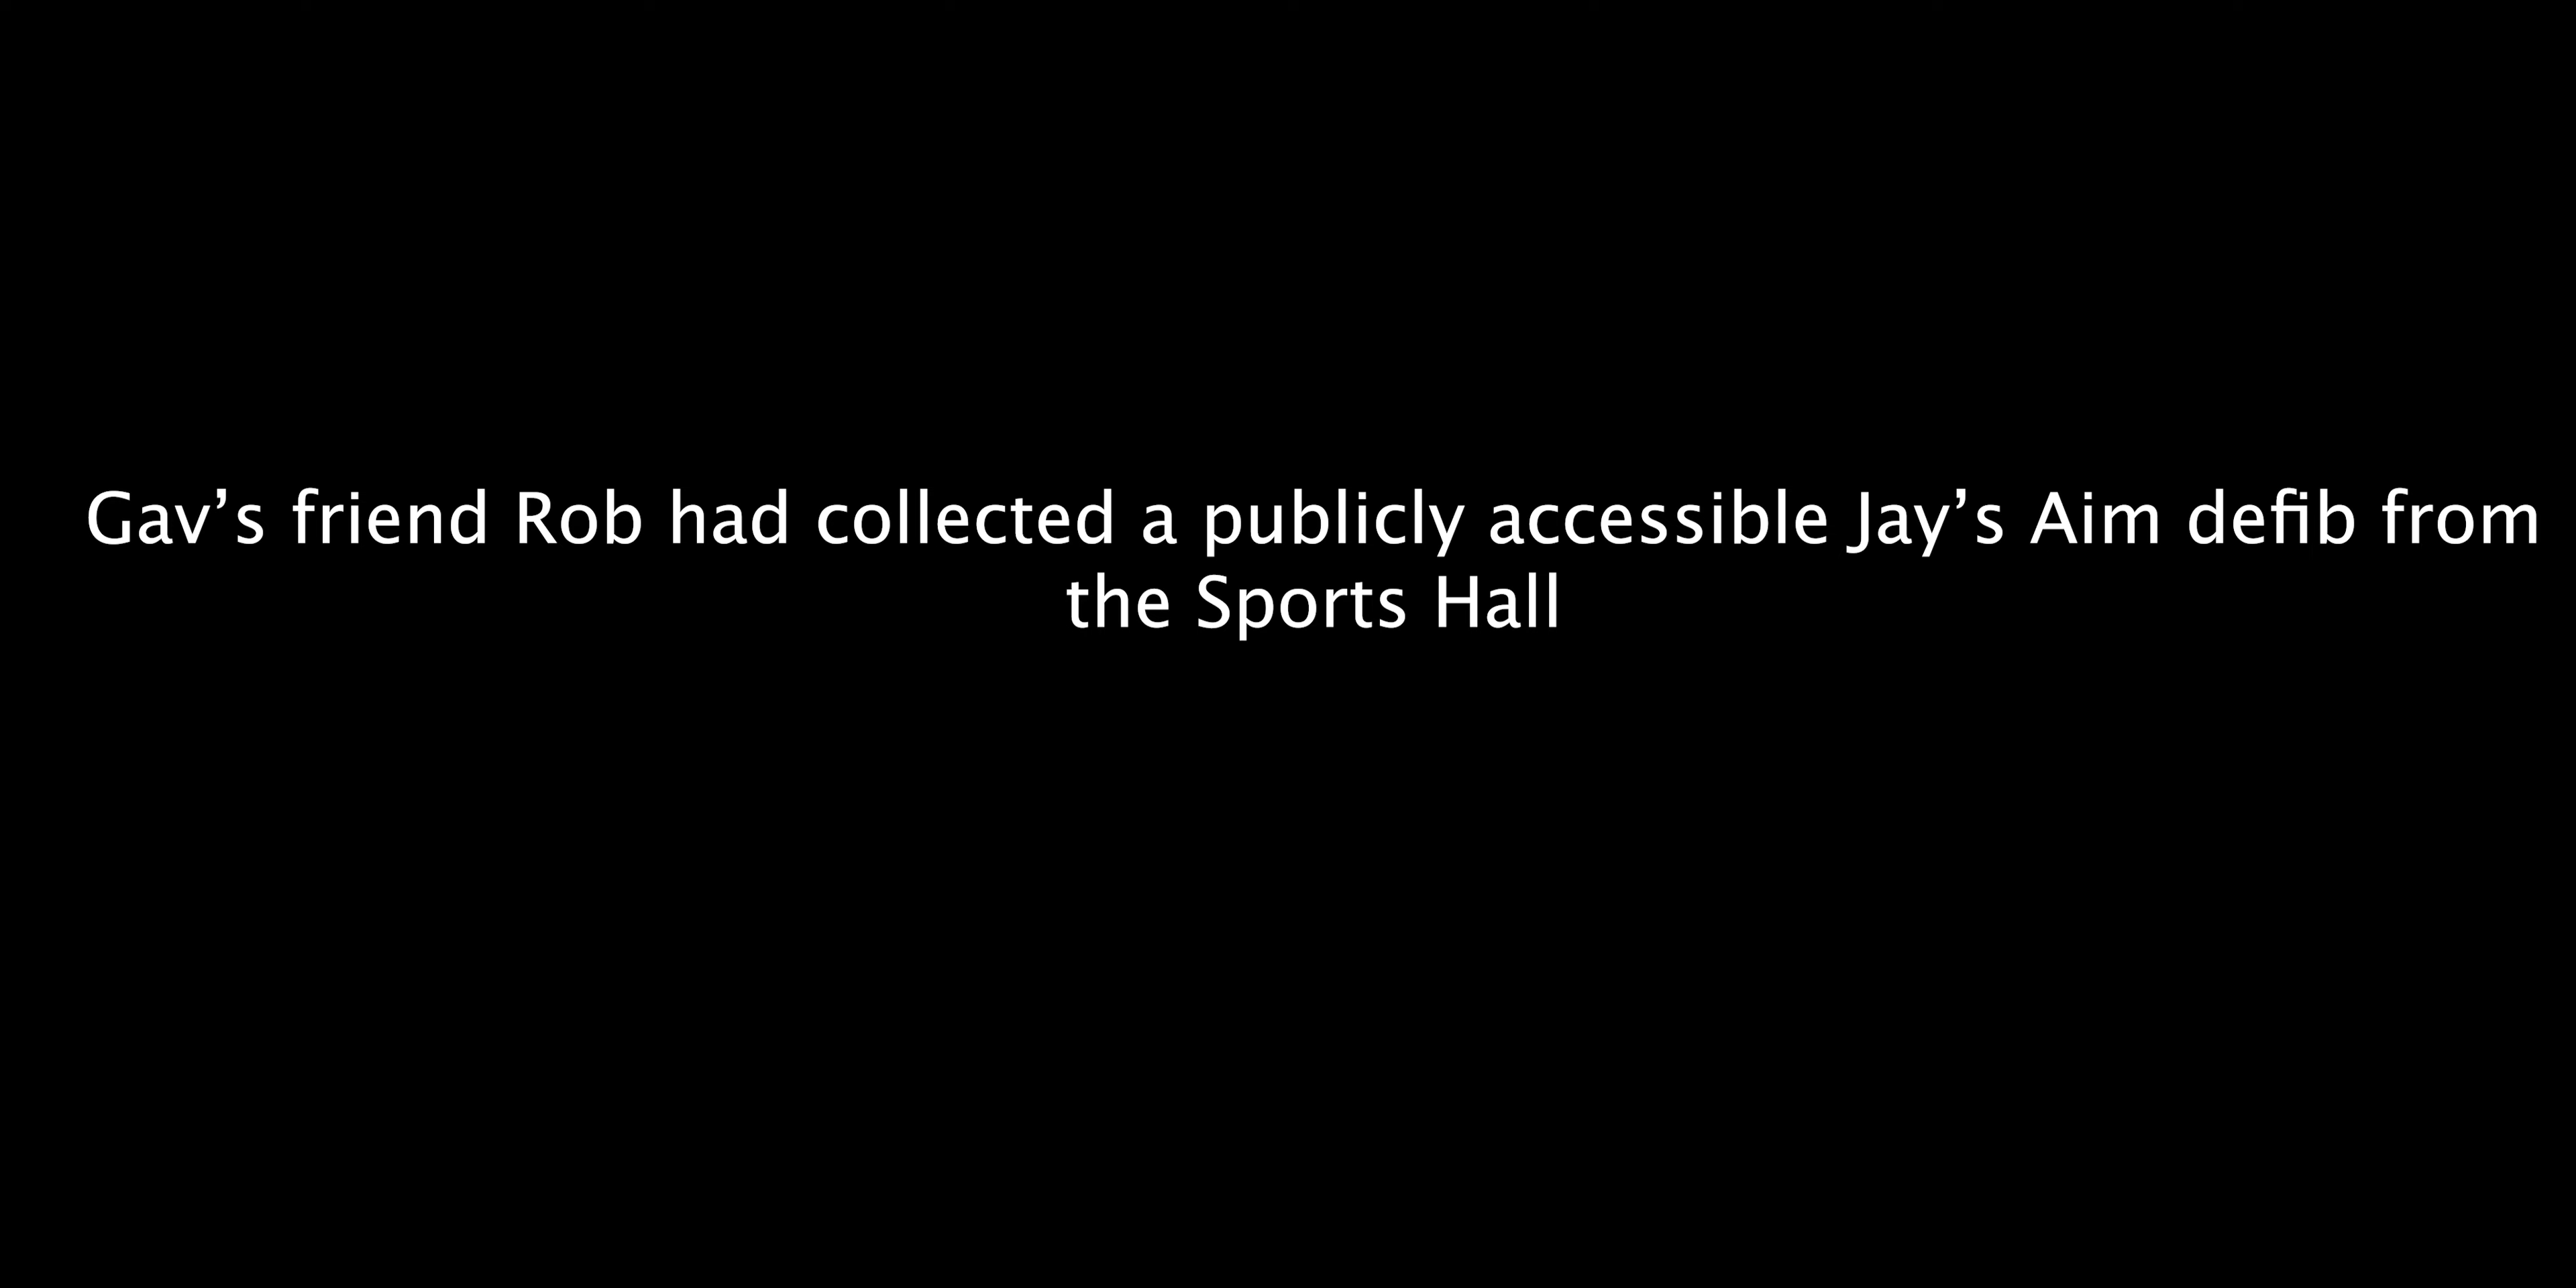 Gav’s friend Rob had collected a publicly accessible Jay’s Aim defib from
the Sports Hall